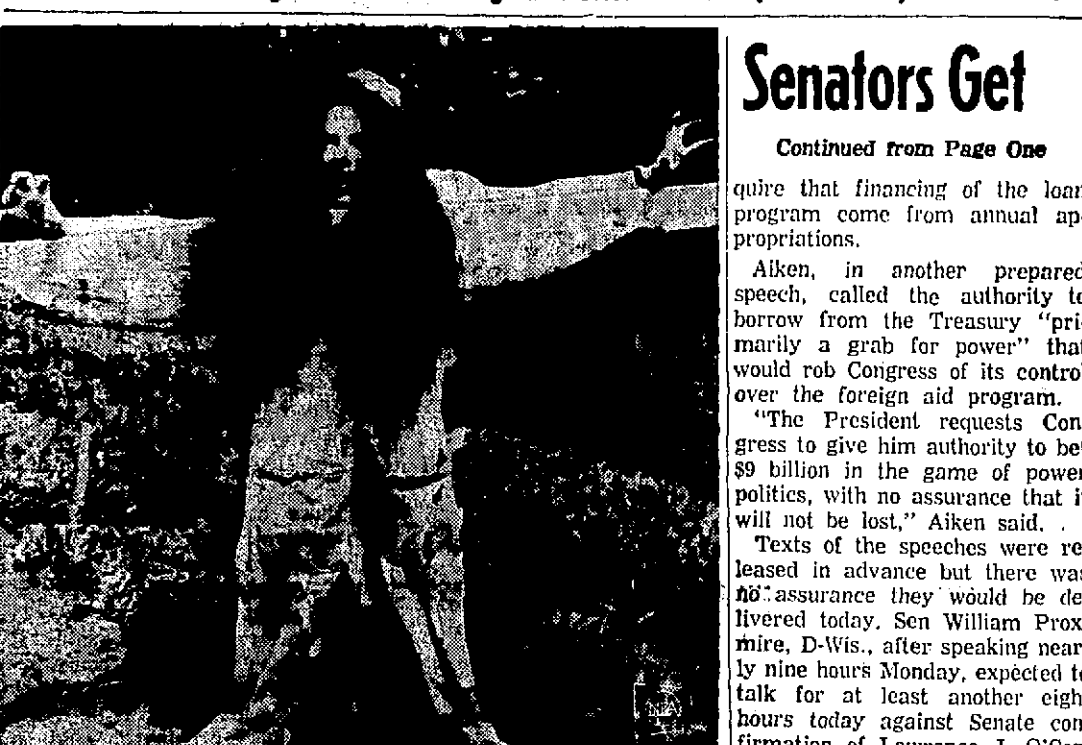 Senators Get
Continued from Page One
quire that financing of the loan
program come from annual ap-
propriations.
Aiken, in another prepared
speech, called the authority to
borrow from the Treasury "pri-
marily a grab for power" that
would rob Congress of its control
over the foreign aid program.
"The President requests Con-
gress to give him authority to bet
$9 billion in the game of power
politics, with no assurance that it
will not be lost," Aiken said.
Texts of the speeches were re-
leased in advance but there was
no assurance they would be de-
livered today. Sen William Prox-
mire, D-Wis., after speaking near-
ly nine hours Monday, expected to
talk for at least another eight
hours today against Senate con-
firmation of Lawrence J. O'Con-
NEA